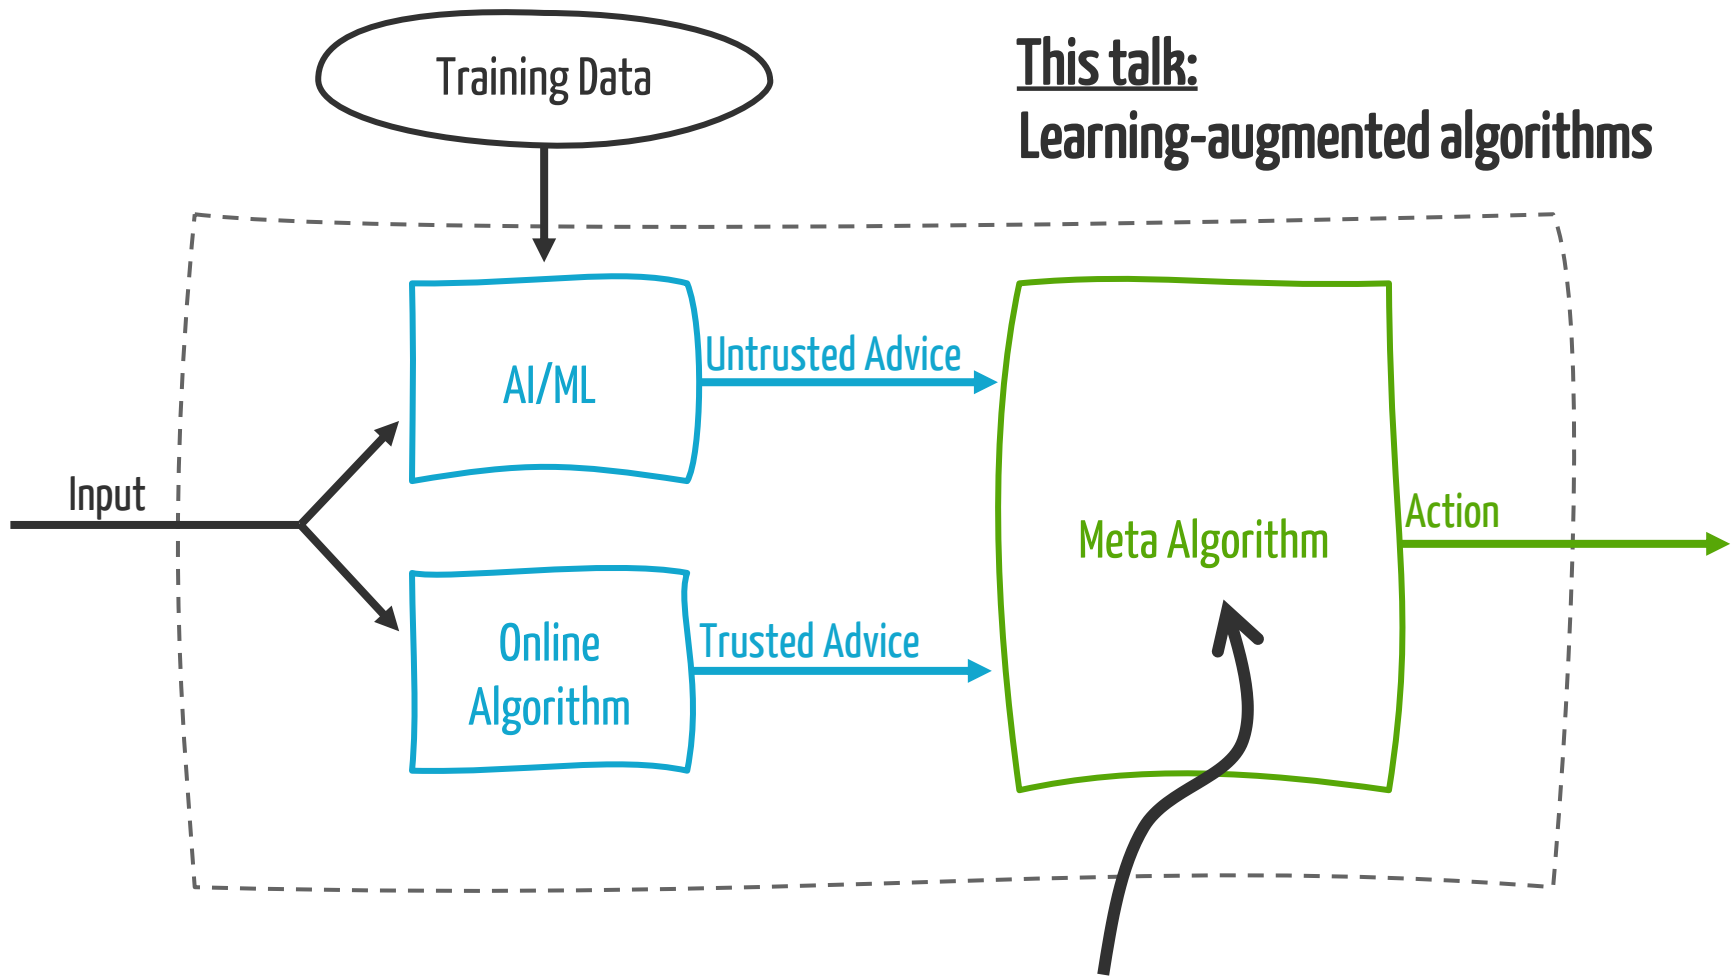 Training Data
This talk:
Learning-augmented algorithms
Untrusted Advice
AI/ML
Input
Action
Meta Algorithm
Online
Algorithm
Trusted Advice